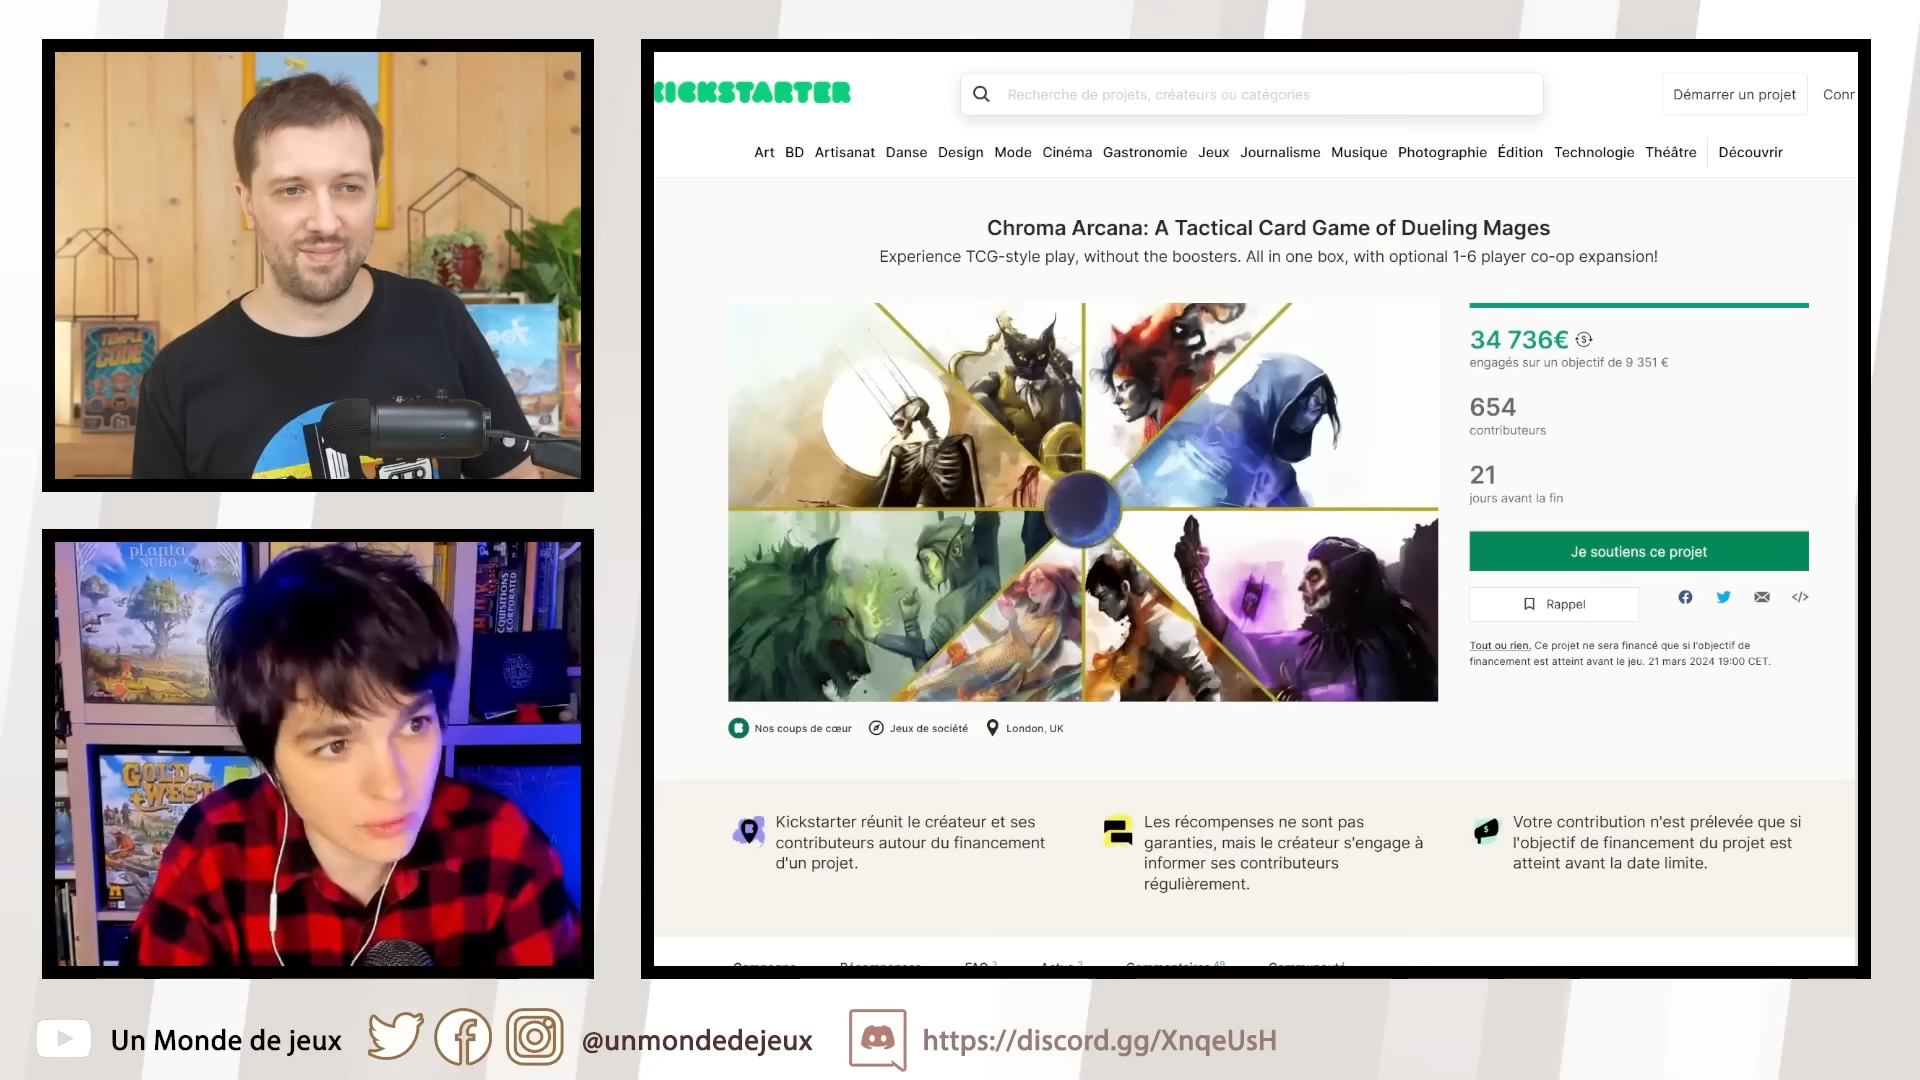 TEMPLE
CODE
pLanta
NUBO
ACQUISITIONS
INCORPORATED
GOLD
WEST
KICKSTARTER
Recherche de projets, créateurs ou catégories
Démarrer un projet
Art BD Artisanat Danse Design Mode Cinéma Gastronomie Jeux Journalisme Musique Photographie Édition Technologie Théâtre Découvrir
Chroma Arcana: A Tactical Card Game of Dueling Mages
Experience TCG-style play, without the boosters. All in one box, with optional 1-6 player co-op expansion!
34 736€
engagés sur un objectif de 9 351 €
654
contributeurs
21
jours avant la fin
Je soutiens ce projet
Rappel
Tout ou rien. Ce projet ne sera financé que si l'objectif de
financement est atteint avant le jeu. 21 mars 2024 19:00 CET.
Nos coups de cœur Jeux de société London, UK
Kickstarter réunit le créateur et ses
contributeurs autour du financement
d'un projet.
Les récompenses ne sont pas
garanties, mais le créateur s'engage à
informer ses contributeurs
régulièrement.
Votre contribution n'est prélevée que si
l'objectif de financement du projet est
atteint avant la date limite.
Un Monde de jeux @unmondedejeux https://discord.gg/XnqeUsH